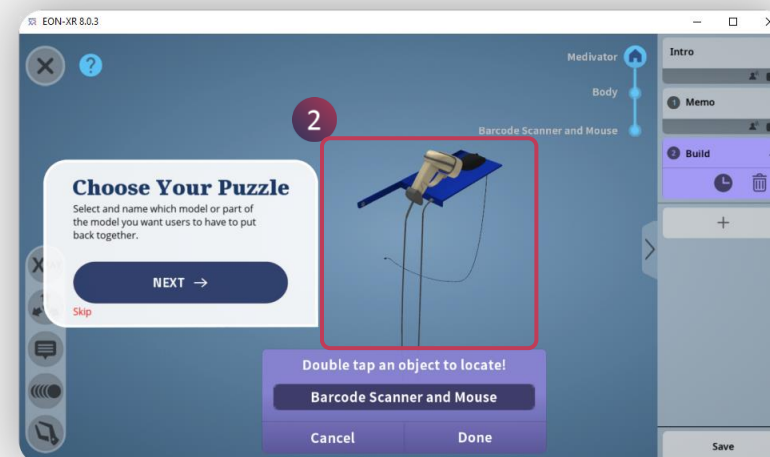 EON-XR 8.0.3
?
Medivator
Body
Barcode Scanner and Mouse
2
Choose Your Puzzle
Select and name which model or part of
the model you want users to have to put
back together.
NEXT →
Skip
Double tap an object to locate!
Barcode Scanner and Mouse
Cancel
Done
Intro
1 Memo
2 Build
+
Save